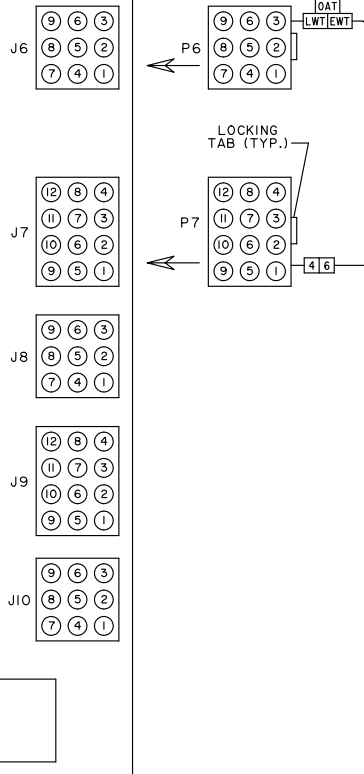 OAT
J6
9 6 3
8 5 2
7 4 1
P6
9 6 3
8 5 2
7 4 1
LWT EWT
LOCKING
TAB (TYP.)
J7
12 8 4
11 7 3
10 6 2
9 5 1
P7
12 8 4
11 7 3
10 6 2
9 5 1
4 6
J8
9 6 3
8 5 2
7 4 1
J9
12 8 4
11 7 3
10 6 2
9 5 1
J10
9 6 3
8 5 2
7 4 1